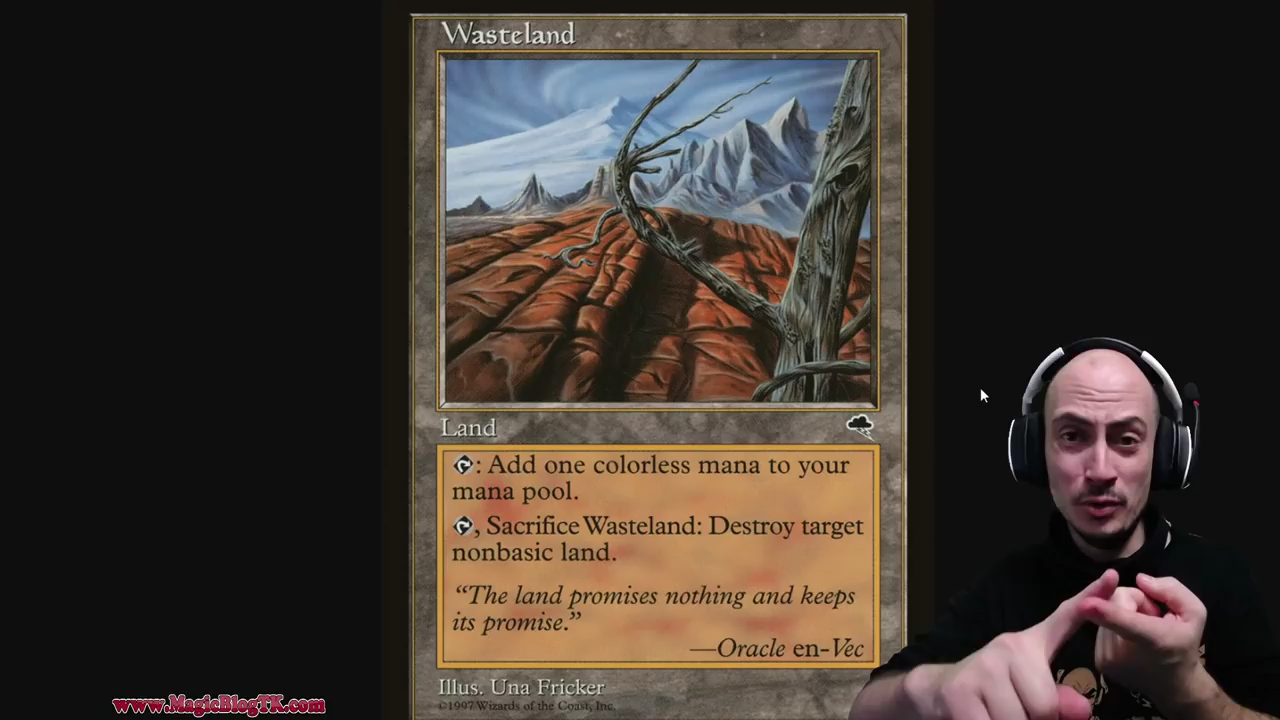 Wasteland
Land
: Add one colorless mana to your
mana pool.
, Sacrifice Wasteland: Destroy target
nonbasic land.
“The land promises nothing and keeps
its promise.”
—Oracle en-Vec
Illus. Una Fricker
©1997 Wizards of the Coast, Inc.
www.MagicBlogTK.com